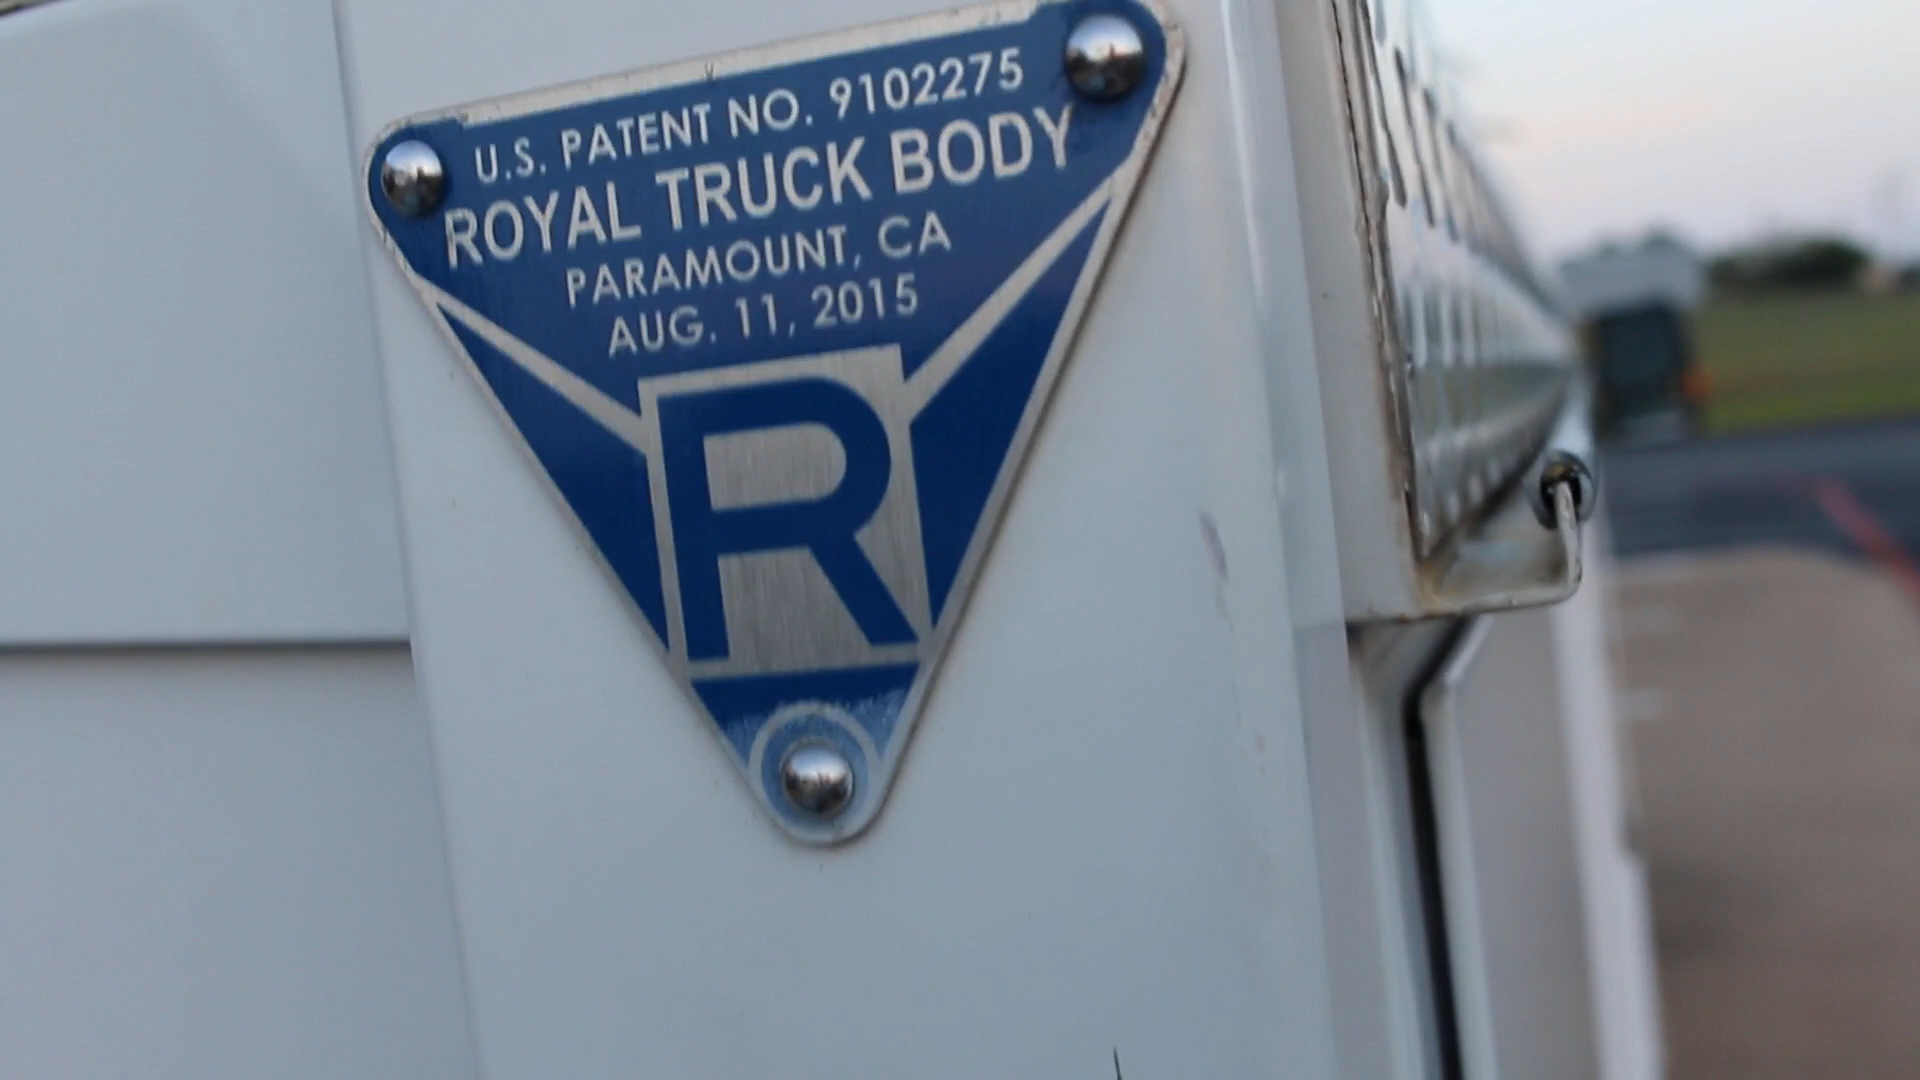 U.S. PATENT NO. 9102275
ROYAL TRUCK BODY
PARAMOUNT, CA
AUG. 11, 2015
R